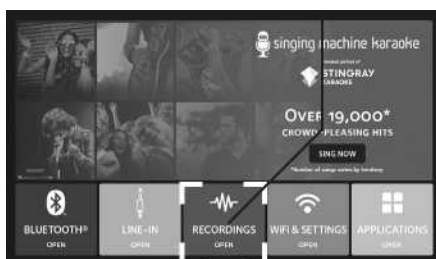 singing machine karaoke
STINGRAY
KARAOKE
OVER 19,000*
CROWD-PLEASING HITS
SING NOW
*Number of songs varies by territory
BLUETOOTH®
OPEN
LINE-IN
OPEN
RECORDINGS
OPEN
WiFi & SETTINGS
OPEN
APPLICATIONS
OPEN